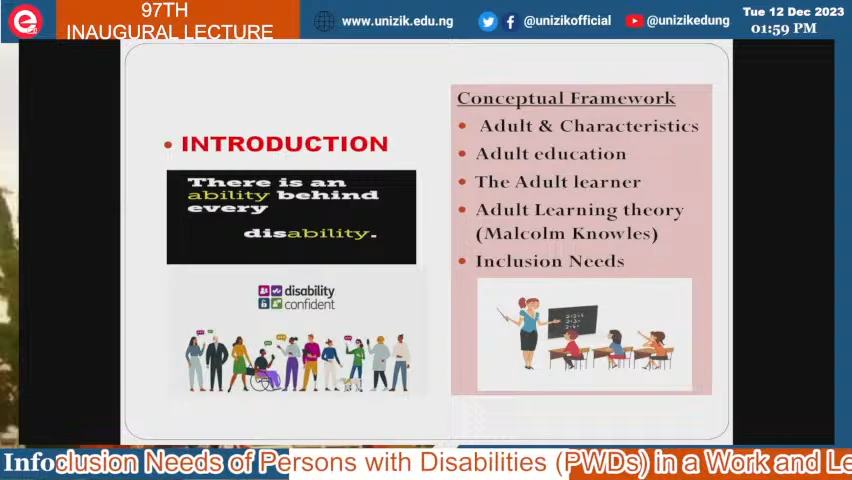 97TH
INAUGURAL LECTURE
www.unizik.edu.ng
@unizikofficial
@unizikedung
Tue 12 Dec 2023
01:59 PM
• INTRODUCTION
There is an
ability behind
every
disability.
disability
confident
Conceptual Framework
• Adult & Characteristics
• Adult education
• The Adult learner
• Adult Learning theory
(Malcolm Knowles)
• Inclusion Needs
Info
clusion Needs of Persons with Disabilities (PWDs) in a Work and Le